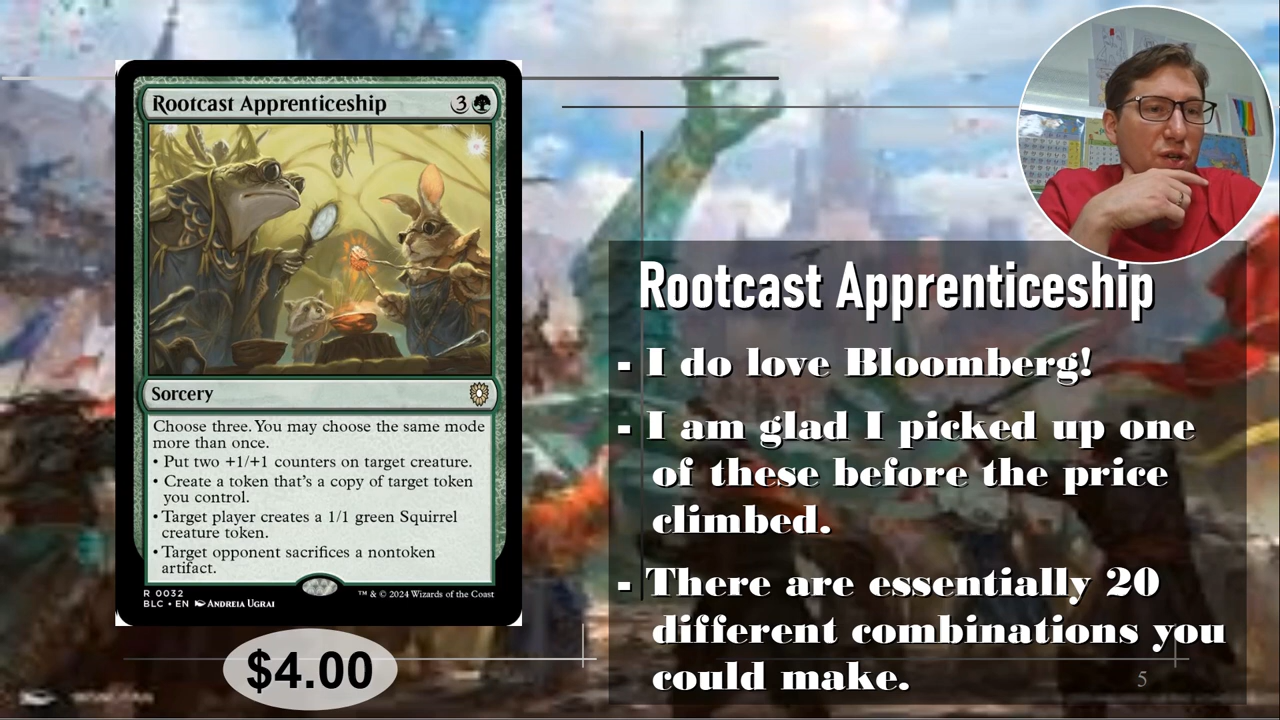 Rootcast Apprenticeship 3
Sorcery
Choose three. You may choose the same mode
more than once.
• Put two +1/+1 counters on target creature.
• Create a token that's a copy of target token
you control.
• Target player creates a 1/1 green Squirrel
creature token.
• Target opponent sacrifices a nontoken
artifact.
R 0032
BLC • EN ANDREIA UGRAI
™ & © 2024 Wizards of the Coast
$4.00
Rootcast Apprenticeship
- I do love Bloomberg!
- I am glad I picked up one
of these before the price
climbed.
- There are essentially 20
different combinations you
could make.
5